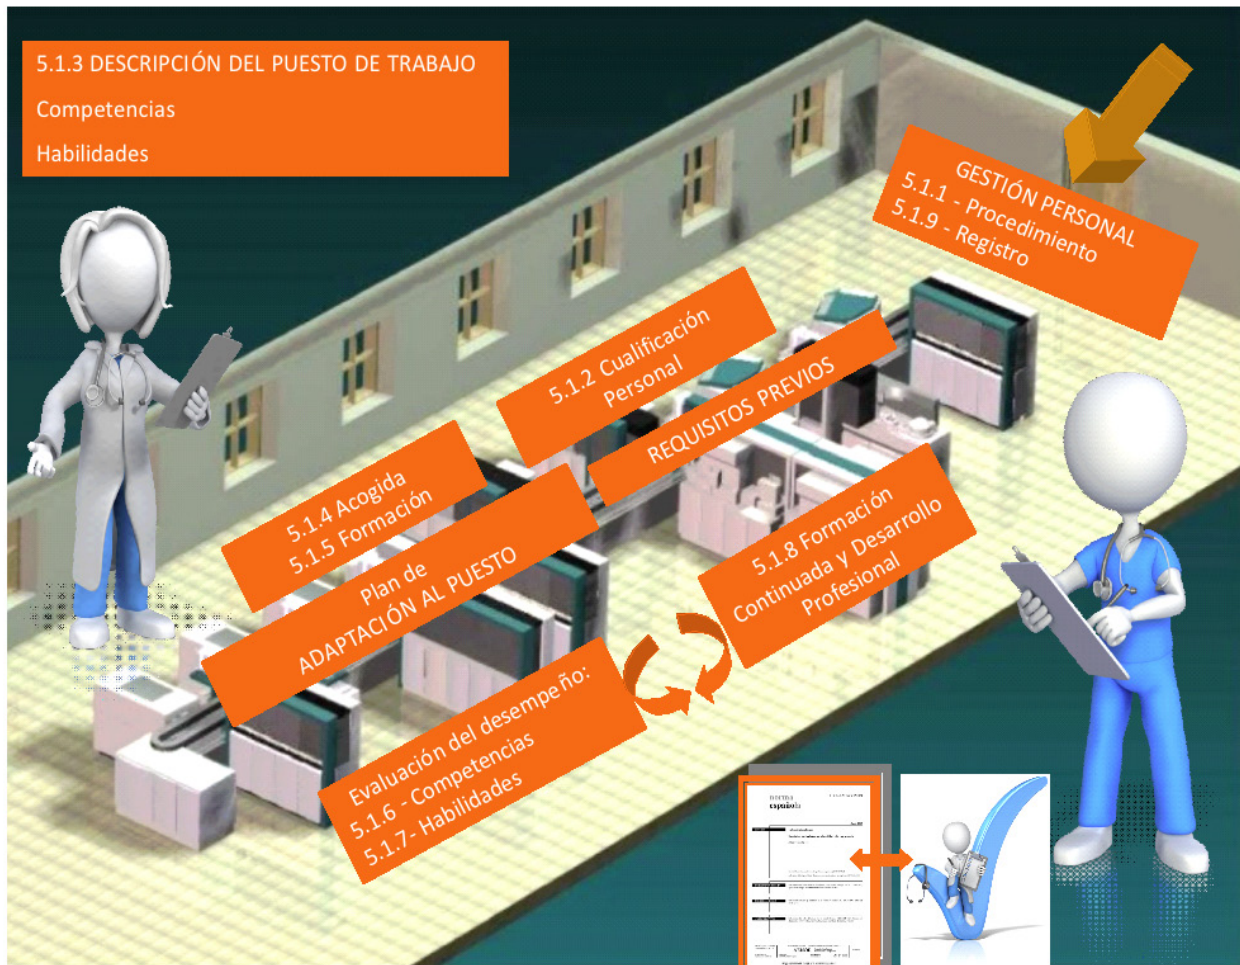 5.1.3 DESCRIPCIÓN DEL PUESTO DE TRABAJO
Competencias
Habilidades
GESTIÓN PERSONAL
5.1.1 - Procedimiento
5.1.9 - Registro
5.1.2 Cualificación
Personal
REQUISITOS PREVIOS
5.1.4 Acogida
5.1.5 Formación
Plan de
ADAPTACIÓN AL PUESTO
5.1.8 Formación
Continuada y Desarrollo
Profesional
Evaluación del desempeño:
5.1.6 - Competencias
5.1.7- Habilidades
norma
española